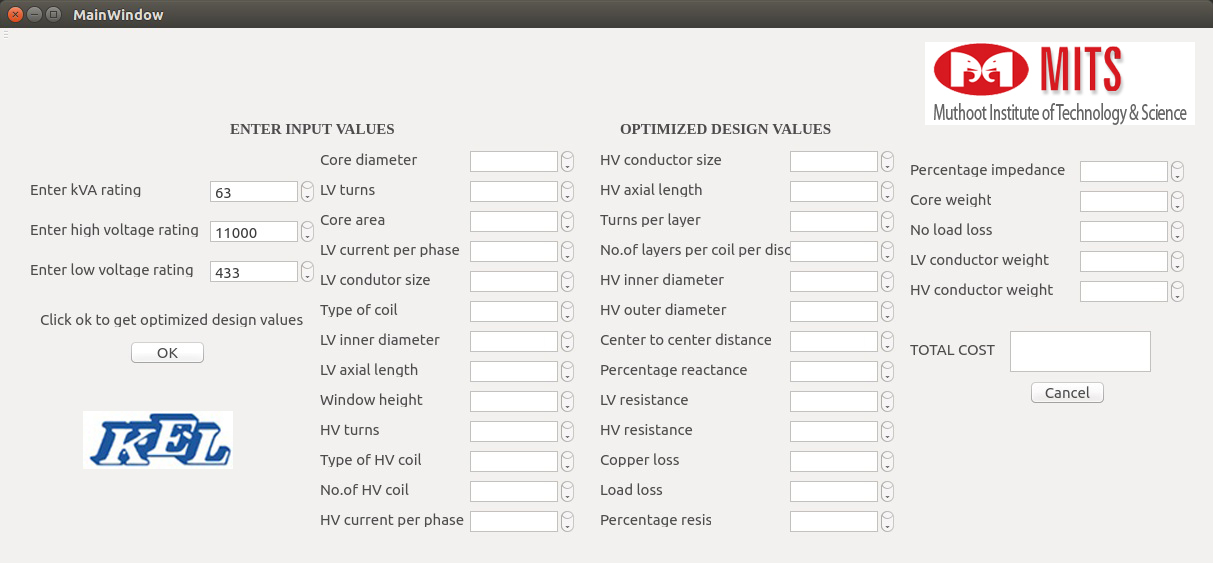 MainWindow
MITS
Muthoot Institute of Technology & Science
ENTER INPUT VALUES
OPTIMIZED DESIGN VALUES
Enter kVA rating 63
Enter high voltage rating 11000
Enter low voltage rating 433
Click ok to get optimized design values
OK
KEL
Core diameter
LV turns
Core area
LV current per phase
LV condutor size
Type of coil
LV inner diameter
LV axial length
Window height
HV turns
Type of HV coil
No.of HV coil
HV current per phase
HV conductor size
HV axial length
Turns per layer
No.of layers per coil per disc
HV inner diameter
HV outer diameter
Center to center distance
Percentage reactance
LV resistance
HV resistance
Copper loss
Load loss
Percentage resis
Percentage impedance
Core weight
No load loss
LV conductor weight
HV conductor weight
TOTAL COST
Cancel